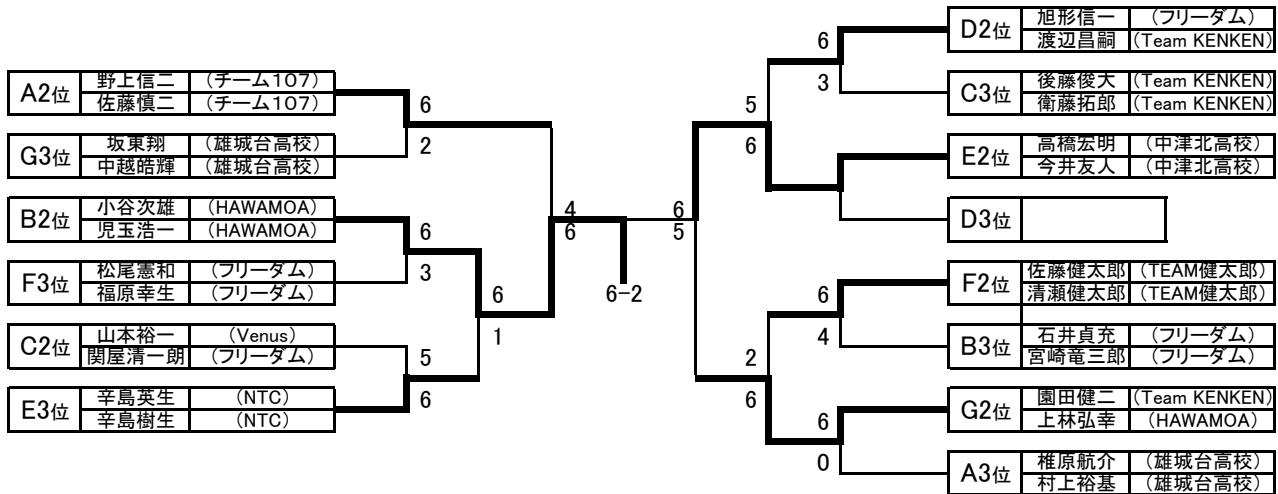 A2位 野上信二 (チーム107)
佐藤慎二 (チーム107)
6
G3位 坂東翔 (雄城台高校)
中越皓輝 (雄城台高校)
2
B2位 小谷次雄 (HAWAMOA)
児玉浩一 (HAWAMOA)
6
F3位 松尾憲和 (フリーダム)
福原幸生 (フリーダム)
3
C2位 山本裕一 (Venus)
関屋清一朗 (フリーダム)
5
E3位 辛島英生 (NTC)
辛島樹生 (NTC)
6
6
1
4
6
6-2
6
5
D2位 旭形信一 (フリーダム)
渡辺昌嗣 (Team KENKEN)
6
C3位 後藤俊大 (Team KENKEN)
衛藤拓郎 (Team KENKEN)
3
5
6
E2位 高橋宏明 (中津北高校)
今井友人 (中津北高校)
D3位
F2位 佐藤健太郎 (TEAM健太郎)
清瀬健太郎 (TEAM健太郎)
6
B3位 石井貞充 (フリーダム)
宮崎竜三郎 (フリーダム)
4
2
6
G2位 園田健二 (Team KENKEN)
上林弘幸 (HAWAMOA)
6
A3位 椎原航介 (雄城台高校)
村上裕基 (雄城台高校)
0